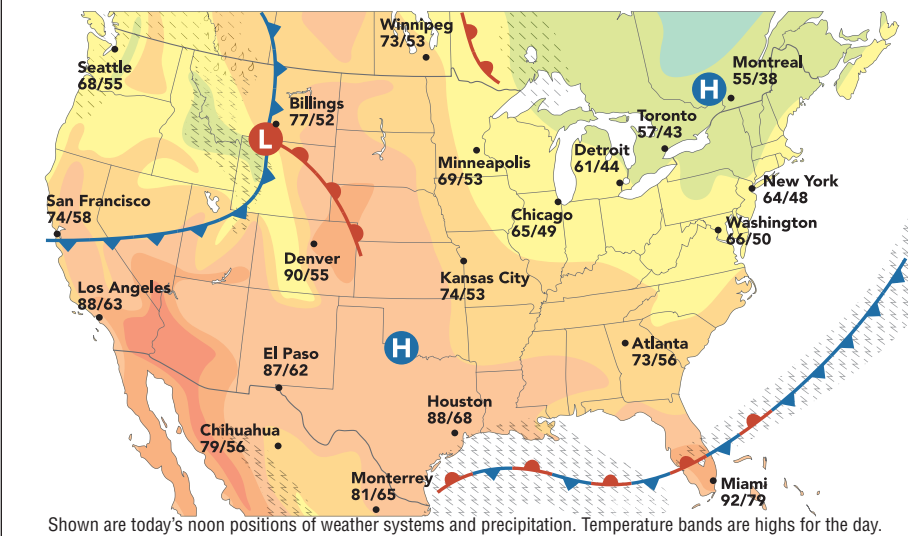 Winnipeg
73/53
Seattle
68/55
Montreal
55/38
H
Billings
77/52
Toronto
57/43
L
Detroit
61/44
Minneapolis
69/53
New York
64/48
San Francisco
74/58
Chicago
65/49
Washington
66/50
Denver
90/55
Kansas City
74/53
Los Angeles
88/63
H
Atlanta
73/56
El Paso
87/62
Houston
88/68
Chihuahua
79/56
Monterrey
81/65
Miami
92/79
Shown are today's noon positions of weather systems and precipitation. Temperature bands are highs for the day.